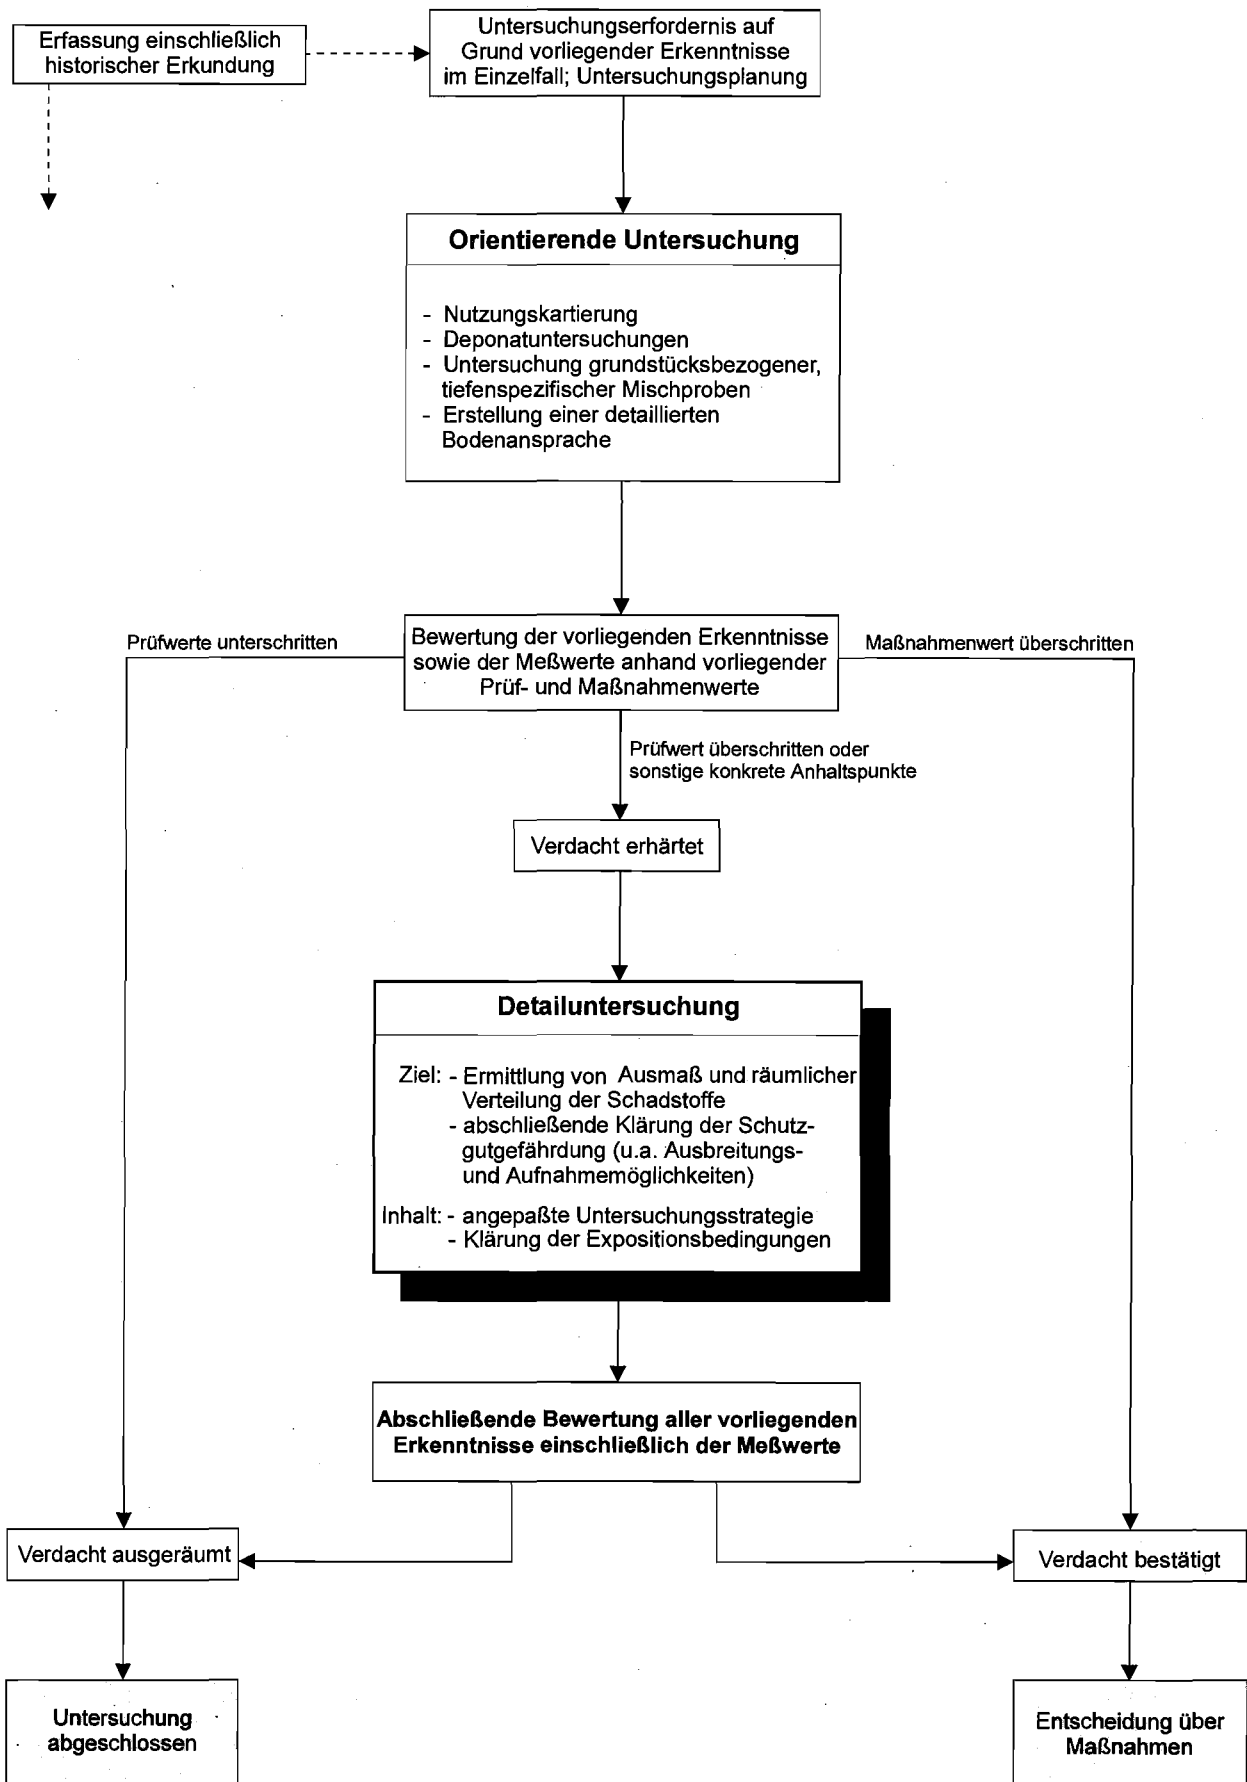 Erfassung einschließlich
historischer Erkundung
Untersuchungserfordernis auf
Grund vorliegender Erkenntnisse
im Einzelfall; Untersuchungsplanung
Orientierende Untersuchung
- Nutzungskartierung
- Deponatuntersuchungen
- Untersuchung grundstücksbezogener,
tiefenspezifischer Mischproben
- Erstellung einer detaillierten
Bodenansprache
Prüfwerte unterschritten
Bewertung der vorliegenden Erkenntnisse
sowie der Meßwerte anhand vorliegender
Prüf- und Maßnahmenwerte
Maßnahmenwert überschritten
Prüfwert überschritten oder
sonstige konkrete Anhaltspunkte
Verdacht erhärtet
Detailuntersuchung
Ziel: - Ermittlung von Ausmaß und räumlicher
Verteilung der Schadstoffe
- abschließende Klärung der Schutz-
gutgefährdung (u.a. Ausbreitungs-
und Aufnahmemöglichkeiten)
Inhalt: - angepaßte Untersuchungsstrategie
- Klärung der Expositionsbedingungen
Abschließende Bewertung aller vorliegenden
Erkenntnisse einschließlich der Meßwerte
Verdacht ausgeräumt
Verdacht bestätigt
Untersuchung
abgeschlossen
Entscheidung über
Maßnahmen